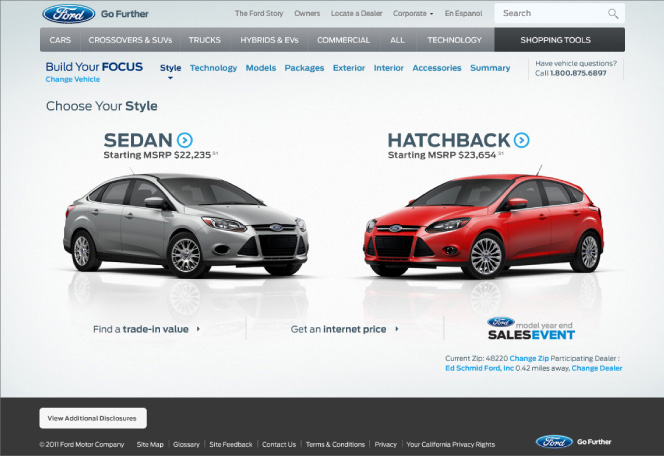 Ford Go Further
The Ford Story Owners Locate a Dealer Corporate En Espanol Search
CARS CROSSOVERS & SUVs TRUCKS HYBRIDS & EVs COMMERCIAL ALL TECHNOLOGY SHOPPING TOOLS
Build Your FOCUS
Change Vehicle
Style Technology Models Packages Exterior Interior Accessories Summary
Have vehicle questions?
Call 1.800.875.6897
Choose Your Style
SEDAN
Starting MSRP $22,235 S1
HATCHBACK
Starting MSRP $23,654 S1
Find a trade-in value
Get an internet price
Ford model year end
SALES EVENT
Current Zip: 48220 Change Zip Participating Dealer :
Ed Schmid Ford, Inc 0.42 miles away, Change Dealer
View Additional Disclosures
© 2011 Ford Motor Company Site Map Glossary Site Feedback Contact Us Terms & Conditions Privacy Your California Privacy Rights
Ford Go Further